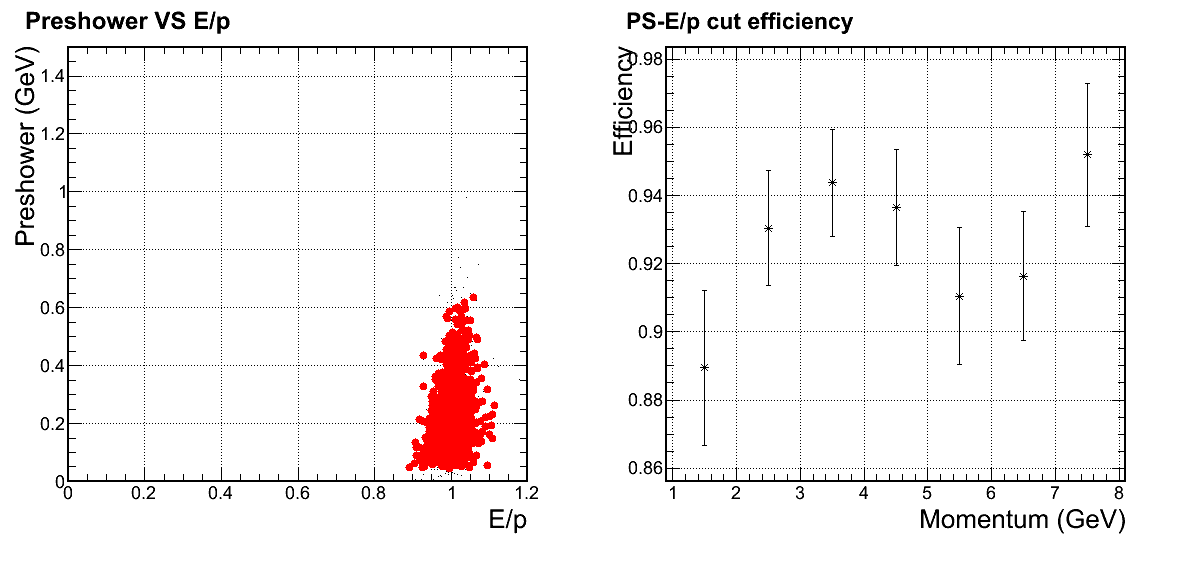 Preshower VS E/p
Preshower (GeV)
1.4
1.2
1
0.8
0.6
0.4
0.2
0
0 0.2 0.4 0.6 0.8 1 1.2
E/p
PS-E/p cut efficiency
Efficiency
0.98
0.96
0.94
0.92
0.9
0.88
0.86
1 2 3 4 5 6 7 8
Momentum (GeV)